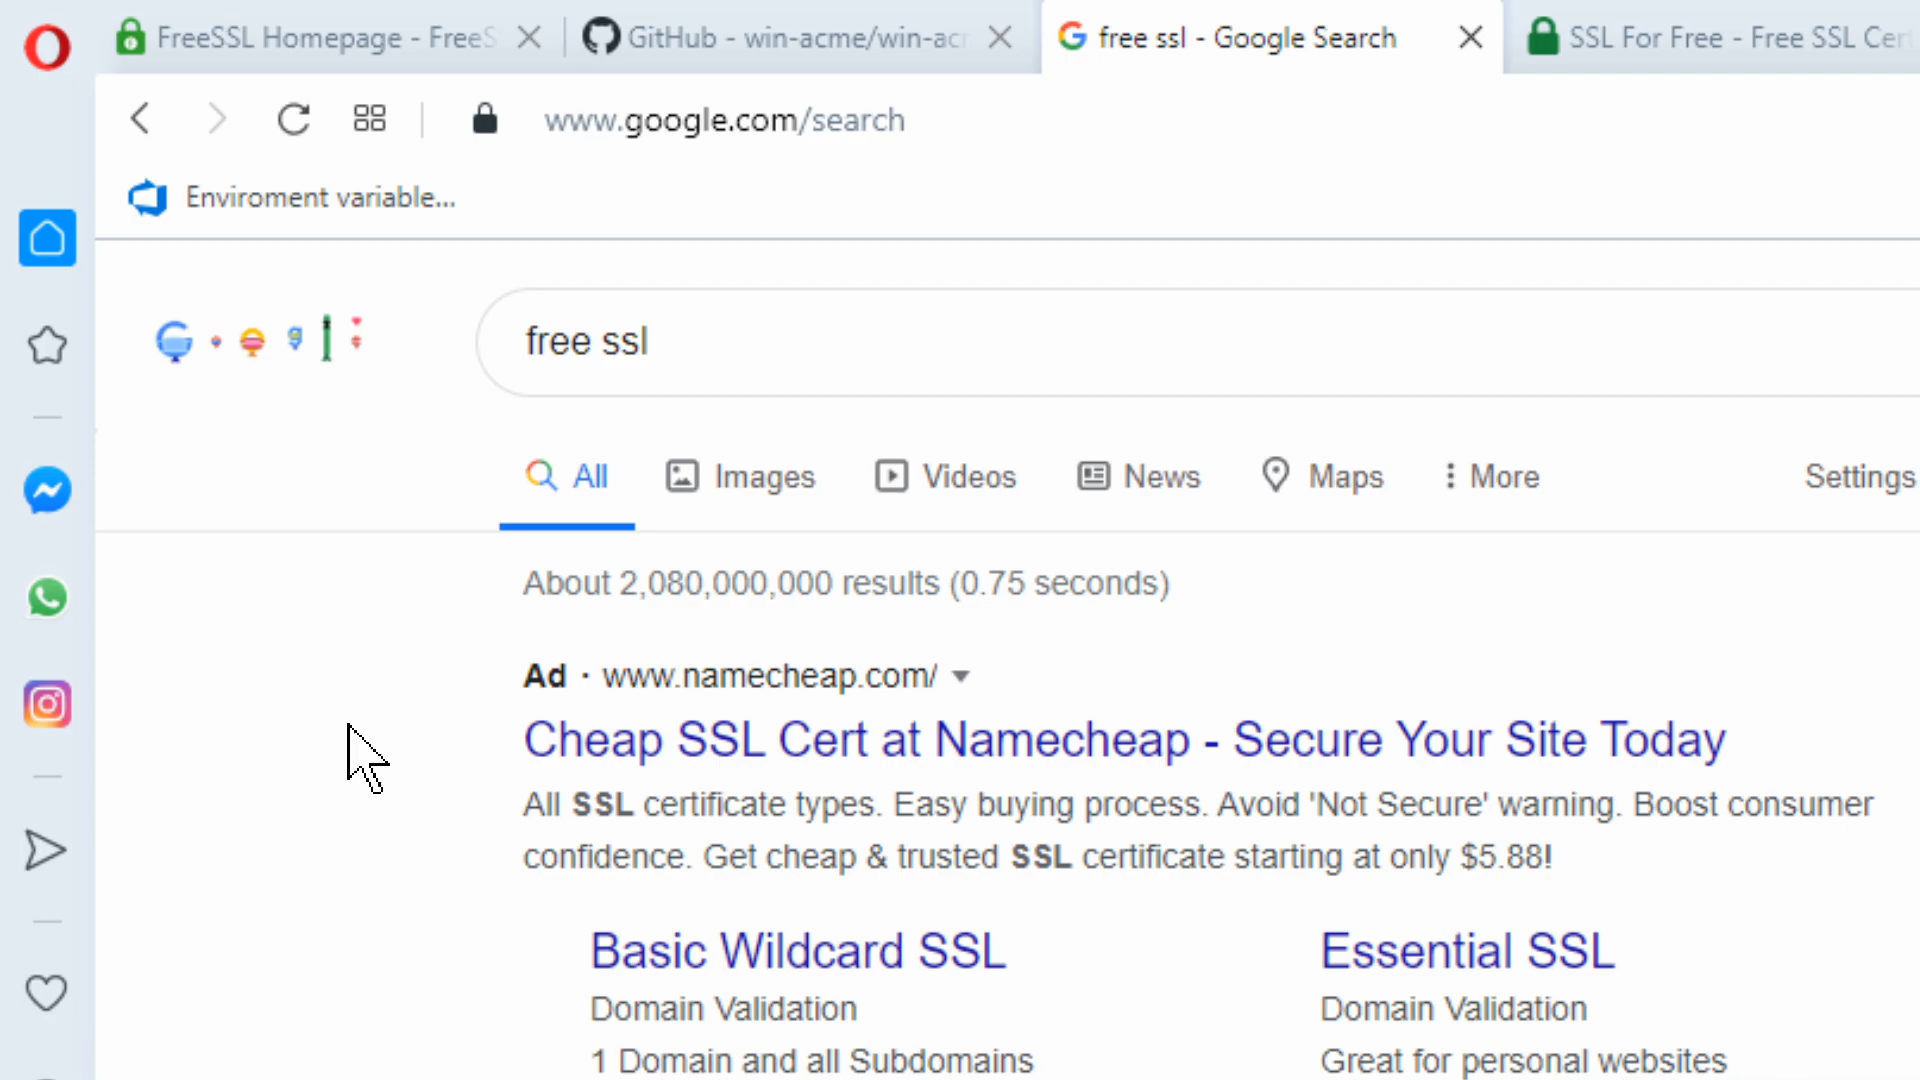 FreeSSL Homepage - FreeS
GitHub - win-acme/win-acm
free ssl - Google Search
SSL For Free - Free SSL Cert
www.google.com/search
Enviroment variable...
free ssl
All
Images
Videos
News
Maps
More
Settings
About 2,080,000,000 results (0.75 seconds)
Ad · www.namecheap.com/
Cheap SSL Cert at Namecheap - Secure Your Site Today
All SSL certificate types. Easy buying process. Avoid 'Not Secure' warning. Boost consumer
confidence. Get cheap & trusted SSL certificate starting at only $5.88!
Basic Wildcard SSL
Essential SSL
Domain Validation
Domain Validation
1 Domain and all Subdomains
Great for personal websites